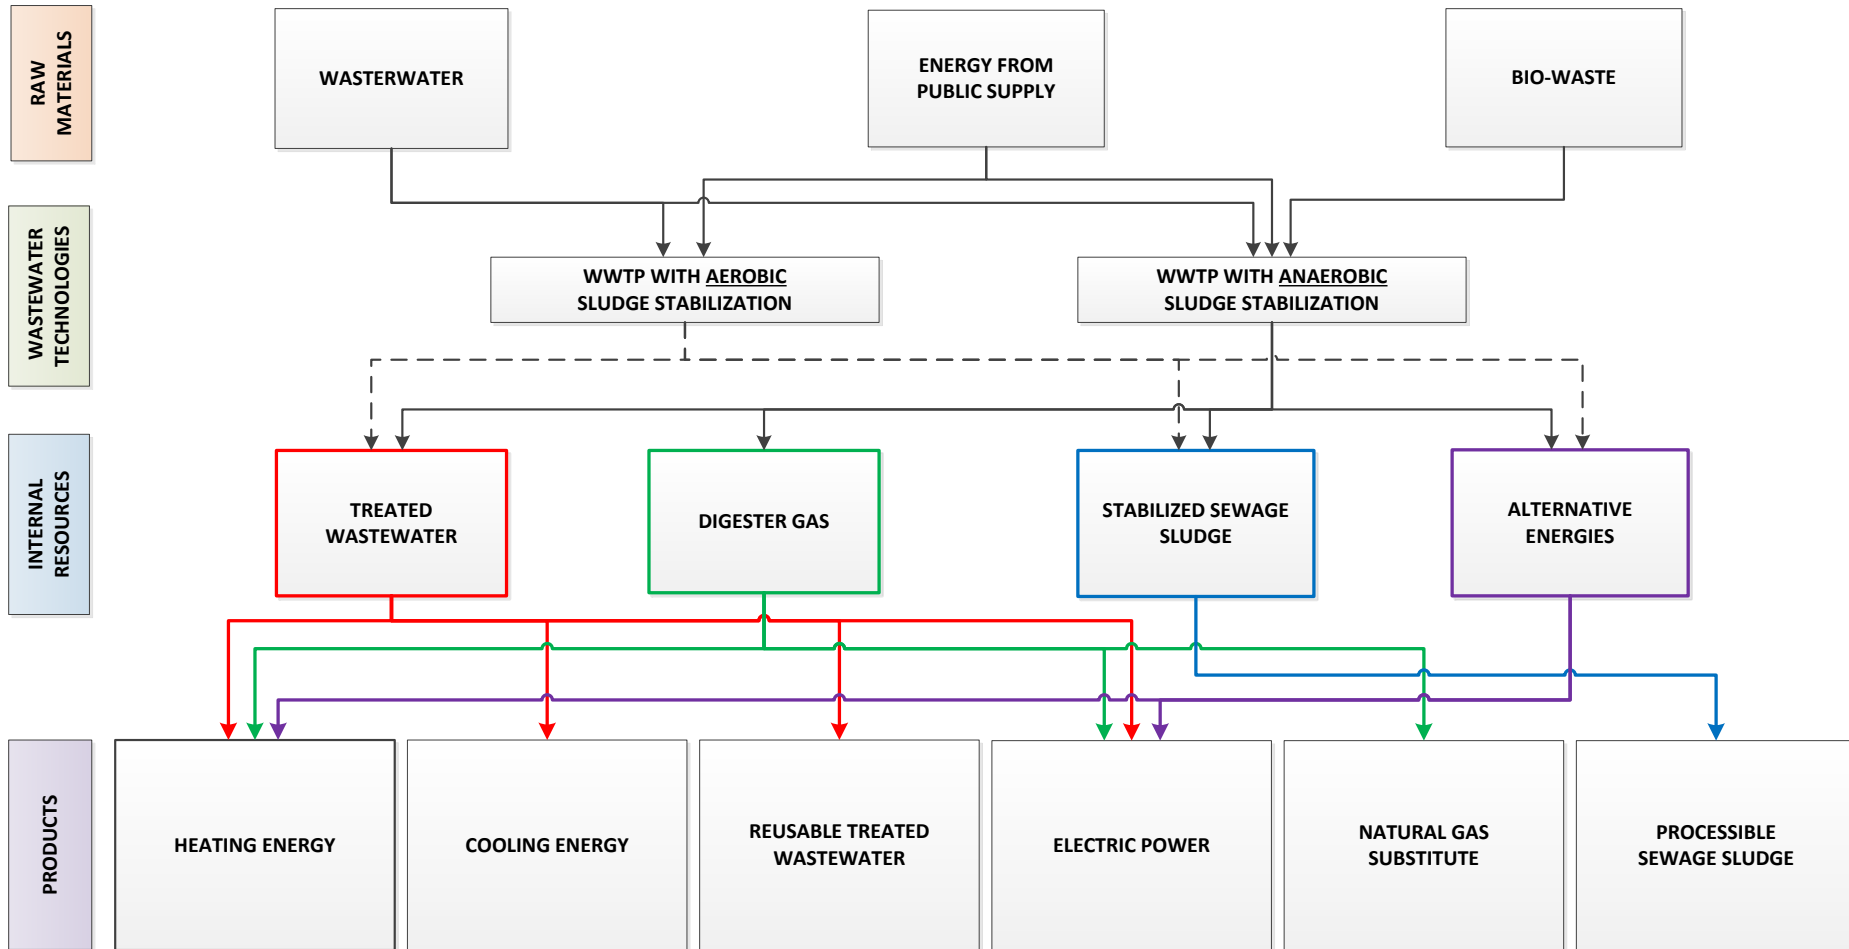 RAW
MATERIALS
WASTERWATER
ENERGY FROM
PUBLIC SUPPLY
BIO-WASTE
WASTEWATER
TECHNOLOGIES
WWTP WITH AEROBIC
SLUDGE STABILIZATION
WWTP WITH ANAEROBIC
SLUDGE STABILIZATION
INTERNAL
RESOURCES
TREATED
WASTEWATER
DIGESTER GAS
STABILIZED SEWAGE
SLUDGE
ALTERNATIVE
ENERGIES
PRODUCTS
HEATING ENERGY
COOLING ENERGY
REUSABLE TREATED
WASTEWATER
ELECTRIC POWER
NATURAL GAS
SUBSTITUTE
PROCESSIBLE
SEWAGE SLUDGE